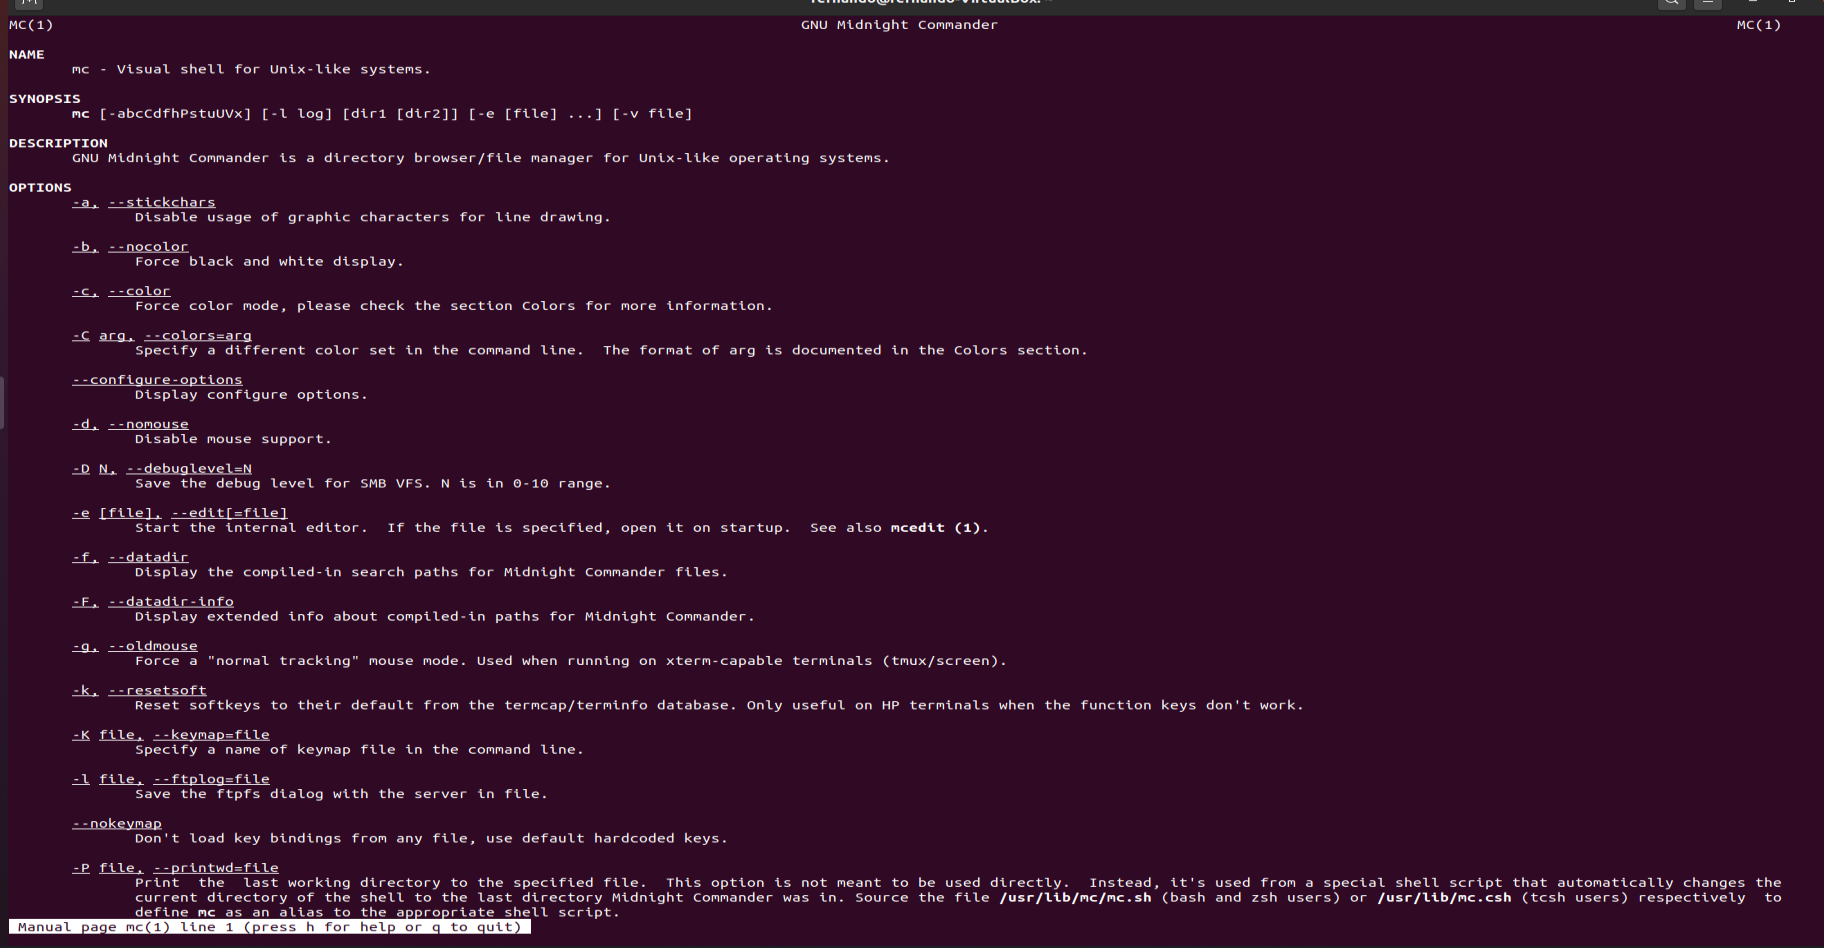 MC(1) GNU Midnight Commander MC(1)
NAME
mc - Visual shell for Unix-like systems.
SYNOPSIS
mc [-abcCdfhPstuUVx] [-l log] [dir1 [dir2]] [-e [file] ...] [-v file]
DESCRIPTION
GNU Midnight Commander is a directory browser/file manager for Unix-like operating systems.
OPTIONS
-a, --stickchars
Disable usage of graphic characters for line drawing.
-b, --nocolor
Force black and white display.
-c, --color
Force color mode, please check the section Colors for more information.
-C arg, --colors=arg
Specify a different color set in the command line.  The format of arg is documented in the Colors section.
--configure-options
Display configure options.
-d, --nomouse
Disable mouse support.
-D N, --debuglevel=N
Save the debug level for SMB VFS. N is in 0-10 range.
-e [file], --edit[=file]
Start the internal editor.  If the file is specified, open it on startup.  See also mcedit (1).
-f, --datadir
Display the compiled-in search paths for Midnight Commander files.
-F, --datadir-info
Display extended info about compiled-in paths for Midnight Commander.
-g, --oldmouse
Force a "normal tracking" mouse mode. Used when running on xterm-capable terminals (tmux/screen).
-k, --resetsoft
Reset softkeys to their default from the termcap/terminfo database. Only useful on HP terminals when the function keys don't work.
-K file, --keymap=file
Specify a name of keymap file in the command line.
-l file, --ftplog=file
Save the ftpfs dialog with the server in file.
--nokeymap
Don't load key bindings from any file, use default hardcoded keys.
-P file, --printwd=file
Print  the  last working directory to the specified file.  This option is not meant to be used directly.  Instead, it's used from a special shell script that automatically changes the
current directory of the shell to the last directory Midnight Commander was in. Source the file /usr/lib/mc/mc.sh (bash and zsh users) or /usr/lib/mc.csh (tcsh users) respectively  to
define mc as an alias to the appropriate shell script.
Manual page mc(1) line 1 (press h for help or q to quit)